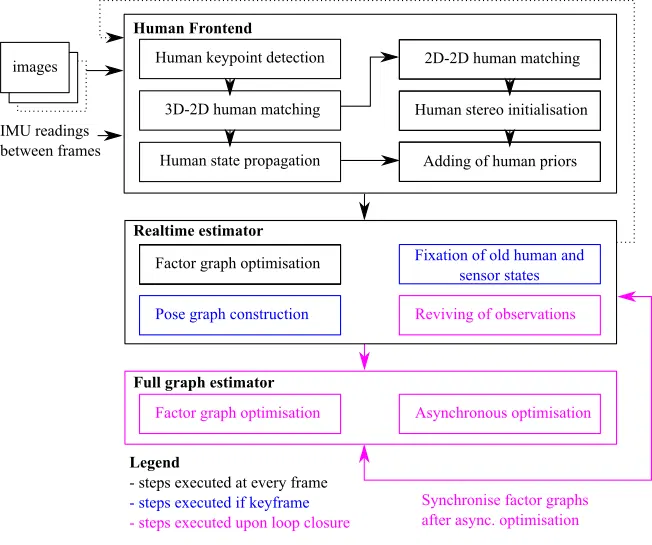 Human Frontend
images
Human keypoint detection
2D-2D human matching
3D-2D human matching
Human stereo initialisation
IMU readings
between frames
Human state propagation
Adding of human priors
Realtime estimator
Factor graph optimisation
Fixation of old human and
sensor states
Pose graph construction
Reviving of observations
Full graph estimator
Factor graph optimisation
Asynchronous optimisation
Legend
- steps executed at every frame
- steps executed if keyframe
- steps executed upon loop closure
Synchronise factor graphs
after async. optimisation